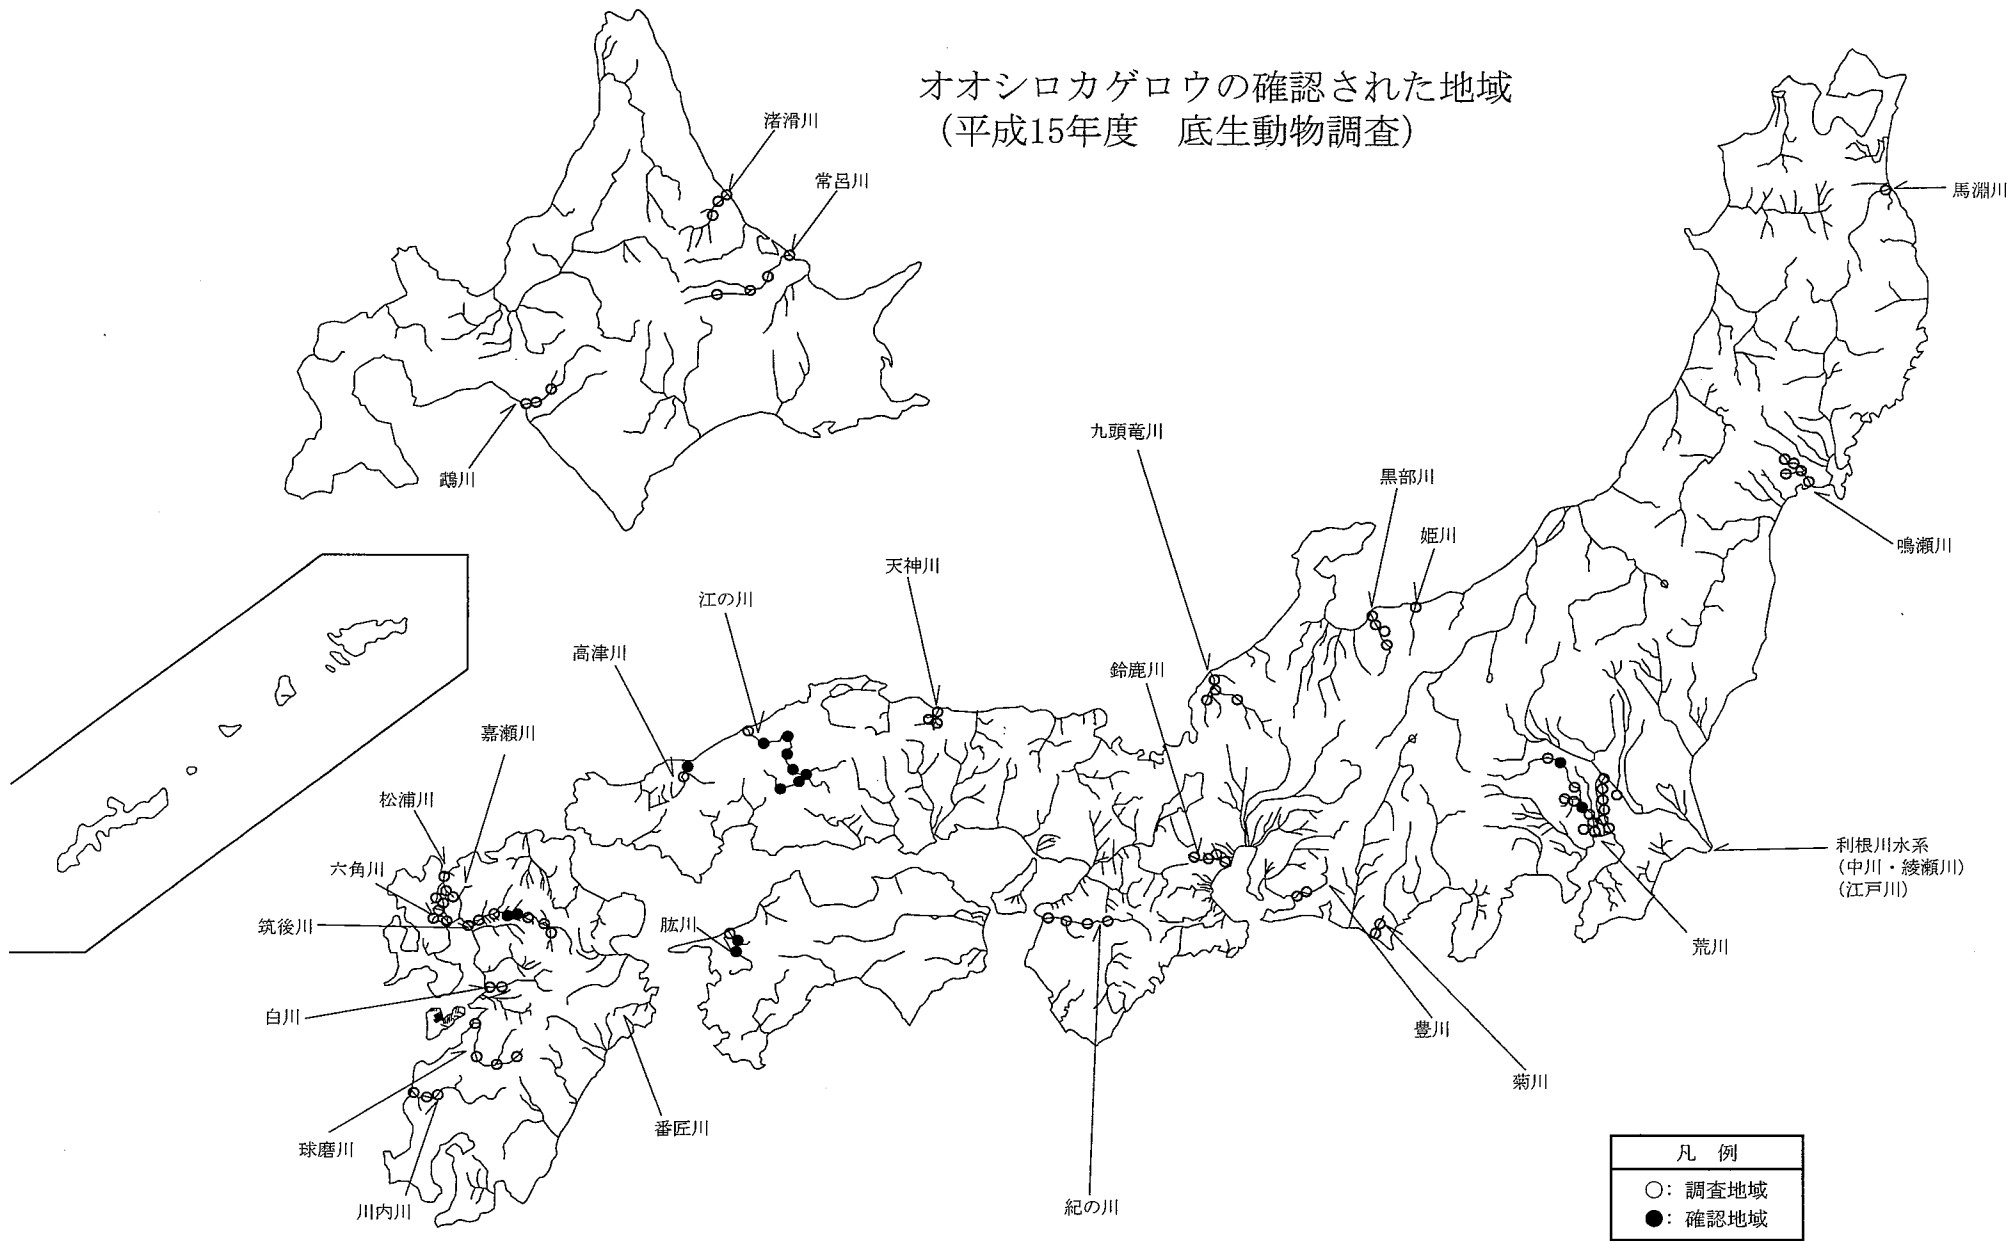 オオシロカゲロウの確認された地域
(平成15年度　底生動物調査)
渚滑川
常呂川
馬淵川
鵡川
九頭竜川
黒部川
姫川
鳴瀬川
天神川
江の川
高津川
鈴鹿川
嘉瀬川
松浦川
六角川
筑後川
肱川
利根川水系
(中川・綾瀬川)
(江戸川)
荒川
白川
豊川
菊川
番匠川
球磨川
川内川
紀の川
凡　例
○: 調査地域
●: 確認地域